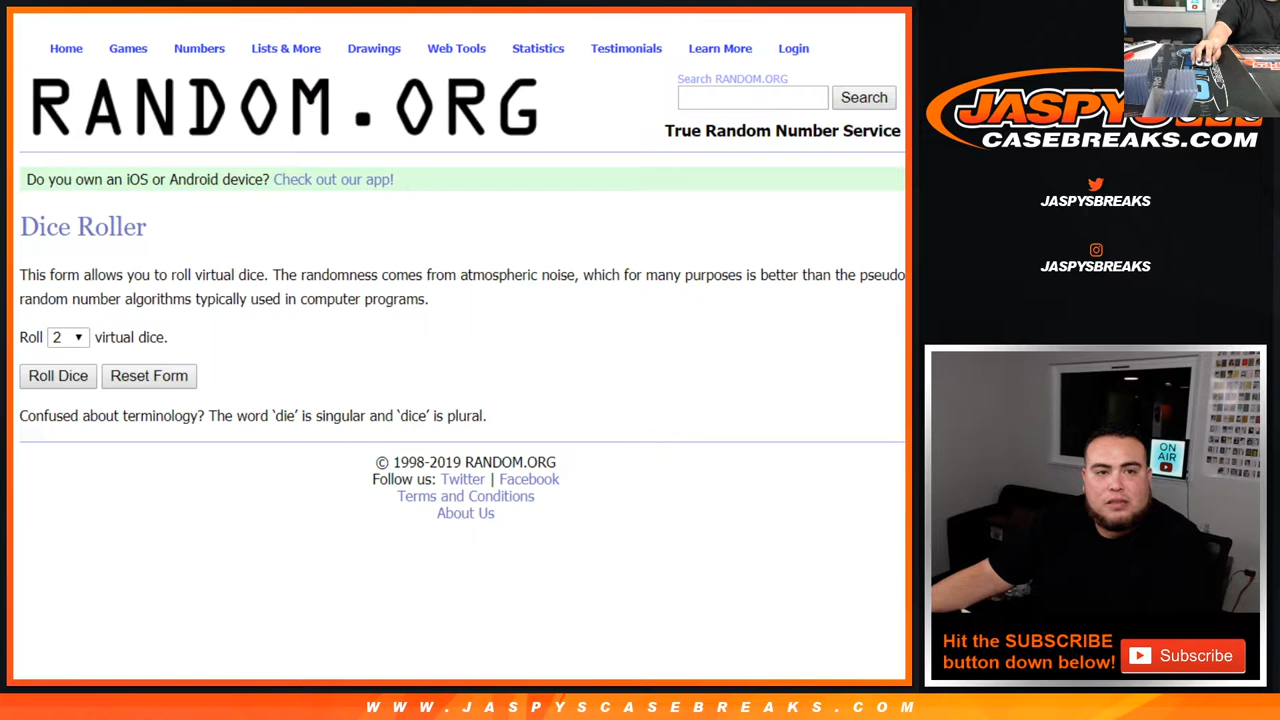 Home Games Numbers Lists & More Drawings Web Tools Statistics Testimonials Learn More Login
RANDOM.ORG
Search RANDOM.ORG
Search
True Random Number Service
Do you own an iOS or Android device? Check out our app!
Dice Roller
This form allows you to roll virtual dice. The randomness comes from atmospheric noise, which for many purposes is better than the pseudo
random number algorithms typically used in computer programs.
Roll 2 virtual dice.
Roll Dice Reset Form
Confused about terminology? The word ‘die’ is singular and ‘dice’ is plural.
© 1998-2019 RANDOM.ORG
Follow us: Twitter | Facebook
Terms and Conditions
About Us
CASEBREAKS.COM
JASPYSBREAKS
JASPYSBREAKS
ON
AIR
Hit the SUBSCRIBE
button down below!
Subscribe
WWW.JASPYSCASEBREAKS.COM